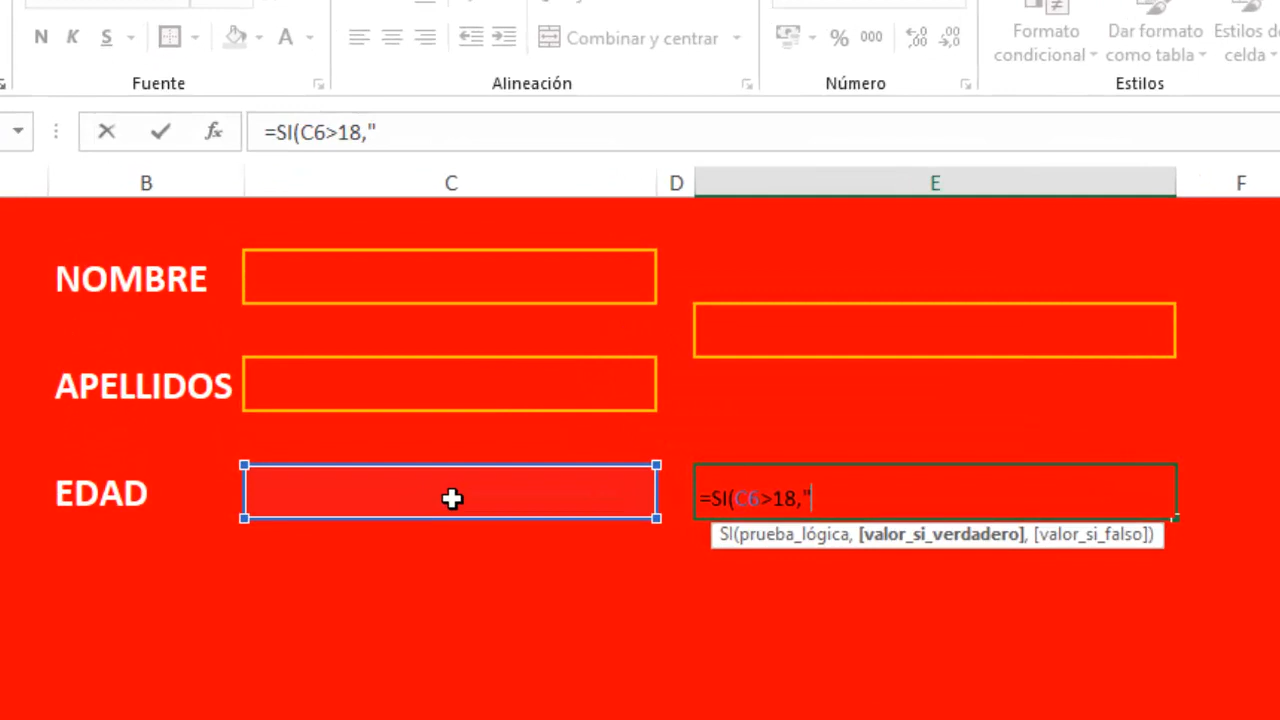 N K S A Combinar y centrar % 000
Formato condicional
Dar formato como tabla
Estilos de celda
Fuente Alineación Número Estilos
fx =SI(C6>18,"
B C D E F
NOMBRE
APELLIDOS
EDAD =SI(C6>18,"
SI(prueba_lógica, [valor_si_verdadero], [valor_si_falso])